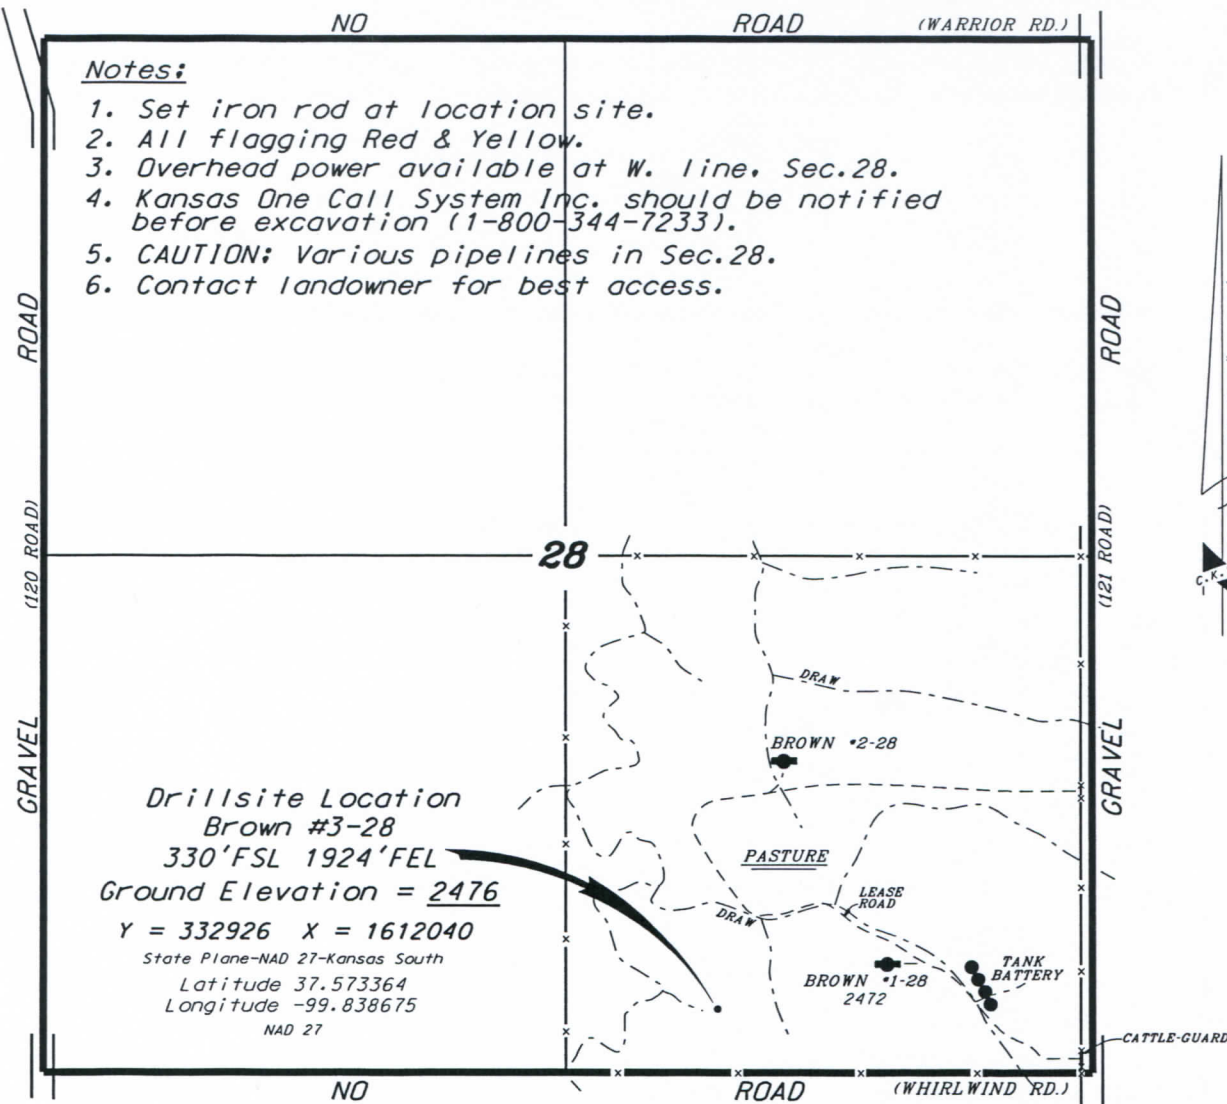 NO ROAD (WARRIOR RD.)
Notes:
1. Set iron rod at location site.
2. All flagging Red & Yellow.
3. Overhead power available at W. line, Sec.28.
4. Kansas One Call System Inc. should be notified
before excavation (1-800-344-7233).
5. CAUTION: Various pipelines in Sec.28.
6. Contact landowner for best access.
ROAD
ROAD
(120 ROAD)
28
(121 ROAD)
C.K.
DRAW
GRAVEL
GRAVEL
BROWN #2-28
Drillsite Location
Brown #3-28
330'FSL 1924'FEL
Ground Elevation = 2476
Y = 332926 X = 1612040
State Plane-NAD 27-Kansas South
Latitude 37.573364
Longitude -99.838675
NAD 27
PASTURE
LEASE
ROAD
DRAW
BROWN #1-28
2472
TANK
BATTERY
CATTLE-GUARD
NO ROAD (WHIRLWIND RD.)